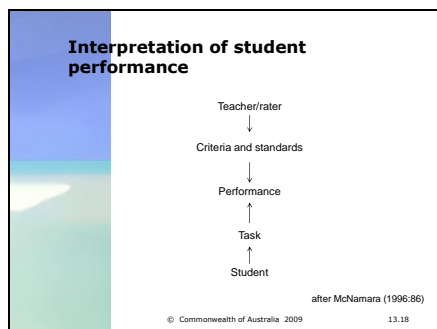 Interpretation of student
performance
Teacher/rater
Criteria and standards
Performance
Task
Student
after McNamara (1996:86)
© Commonwealth of Australia 2009 13.18